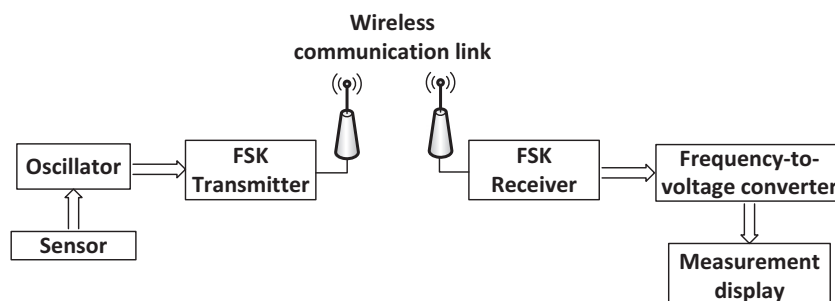 Wireless
communication link
Oscillator
FSK
Transmitter
Sensor
FSK
Receiver
Frequency-to-
voltage converter
Measurement
display